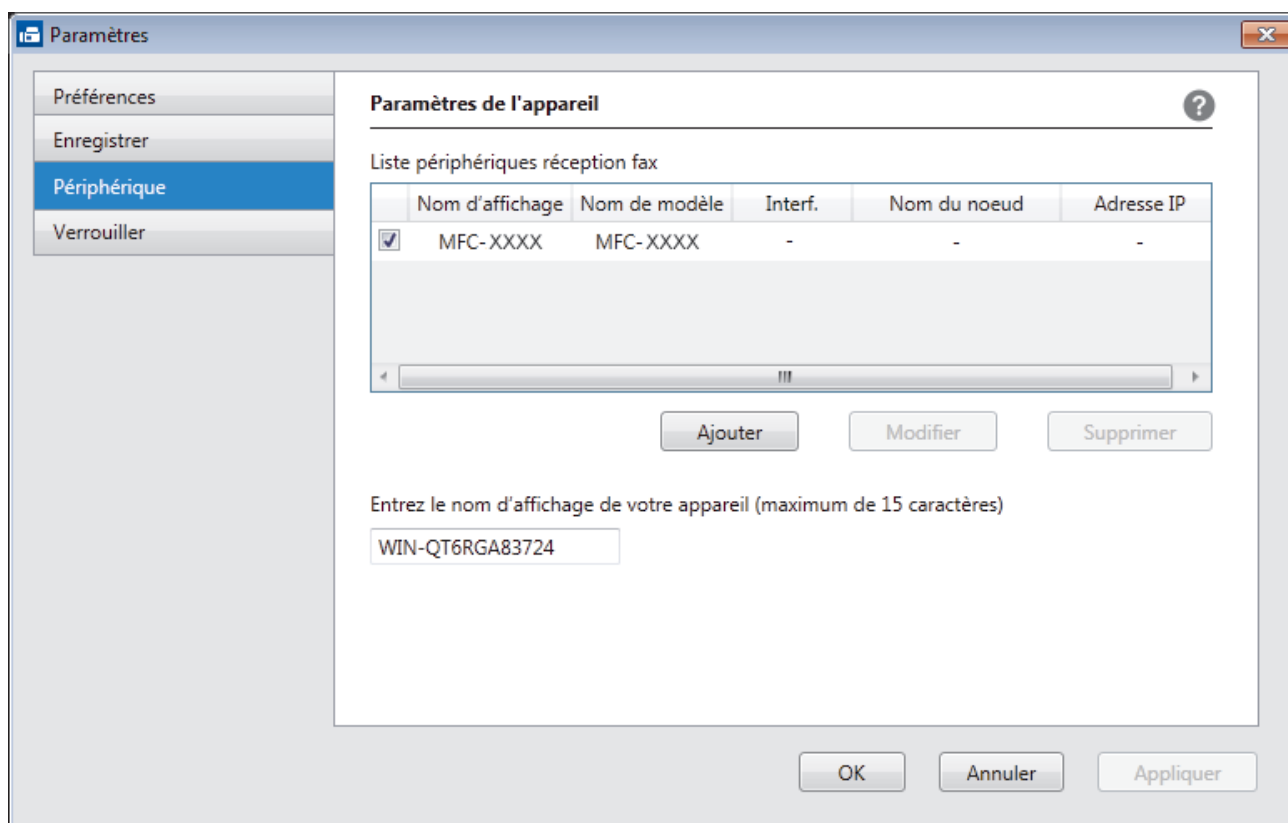 Paramètres
Préférences
Enregistrer
Périphérique
Verrouiller
Paramètres de l'appareil
?
Liste périphériques réception fax
Nom d’affichage Nom de modèle Interf. Nom du noeud Adresse IP
MFC-XXXX MFC-XXXX - - -
Ajouter Modifier Supprimer
Entrez le nom d’affichage de votre appareil (maximum de 15 caractères)
WIN-QT6RGA83724
OK Annuler Appliquer